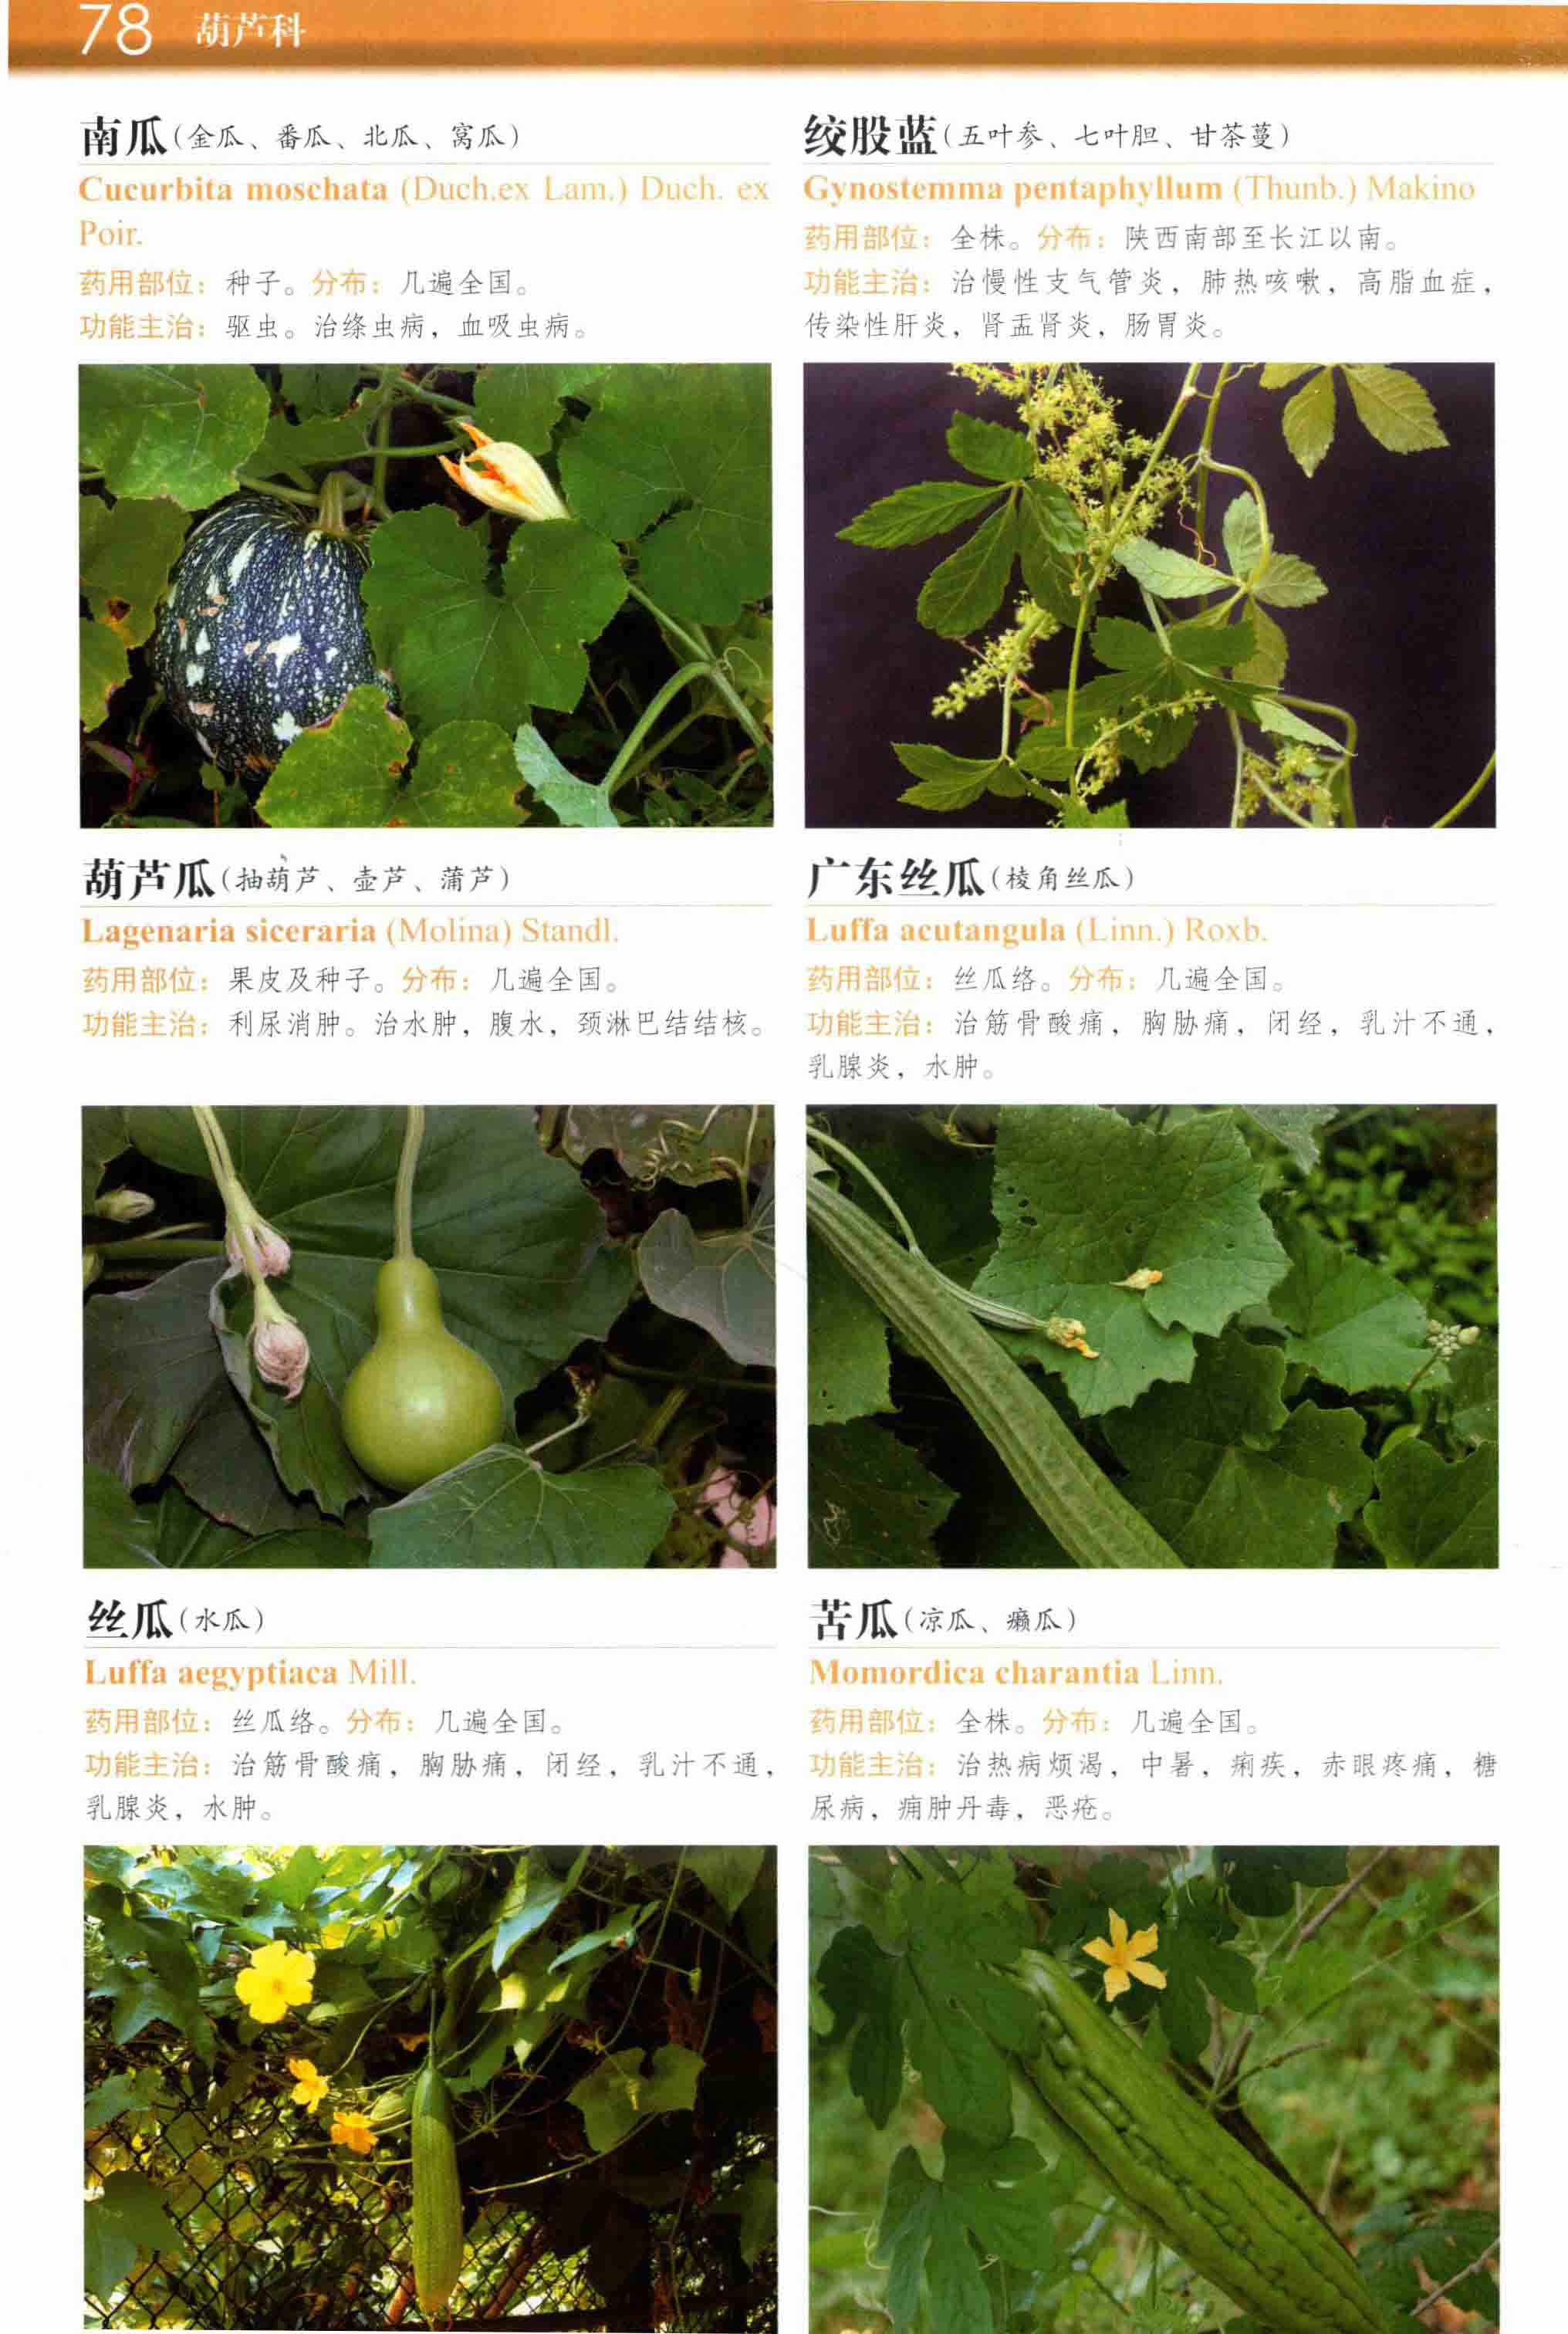 78 葫芦科
南瓜(金瓜、番瓜、北瓜、窝瓜)
Cucurbita moschata (Duch.ex Lam.) Duch. ex
Poir.
药用部位：种子。分布：几遍全国。
功能主治：驱虫。治绦虫病，血吸虫病。
绞股蓝(五叶参、七叶胆、甘茶蔓)
Gynostemma pentaphyllum (Thunb.) Makino
药用部位：全株。分布：陕西南部至长江以南。
功能主治：治慢性支气管炎，肺热咳嗽，高脂血症，
传染性肝炎，肾盂肾炎，肠胃炎。
葫芦瓜(抽葫芦、壶芦、蒲芦)
Lagenaria siceraria (Molina) Standl.
药用部位：果皮及种子。分布：几遍全国。
功能主治：利尿消肿。治水肿，腹水，颈淋巴结结核。
广东丝瓜(棱角丝瓜)
Luffa acutangula (Linn.) Roxb.
药用部位：丝瓜络。分布：几遍全国。
功能主治：治筋骨酸痛，胸胁痛，闭经，乳汁不通，
乳腺炎，水肿。
丝瓜(水瓜)
Luffa aegyptiaca Mill.
药用部位：丝瓜络。分布：几遍全国。
功能主治：治筋骨酸痛，胸胁痛，闭经，乳汁不通，
乳腺炎，水肿。
苦瓜(凉瓜、癞瓜)
Momordica charantia Linn.
药用部位：全株。分布：几遍全国。
功能主治：治热病烦渴，中暑，痢疾，赤眼疼痛，糖
尿病，痈肿丹毒，恶疮。